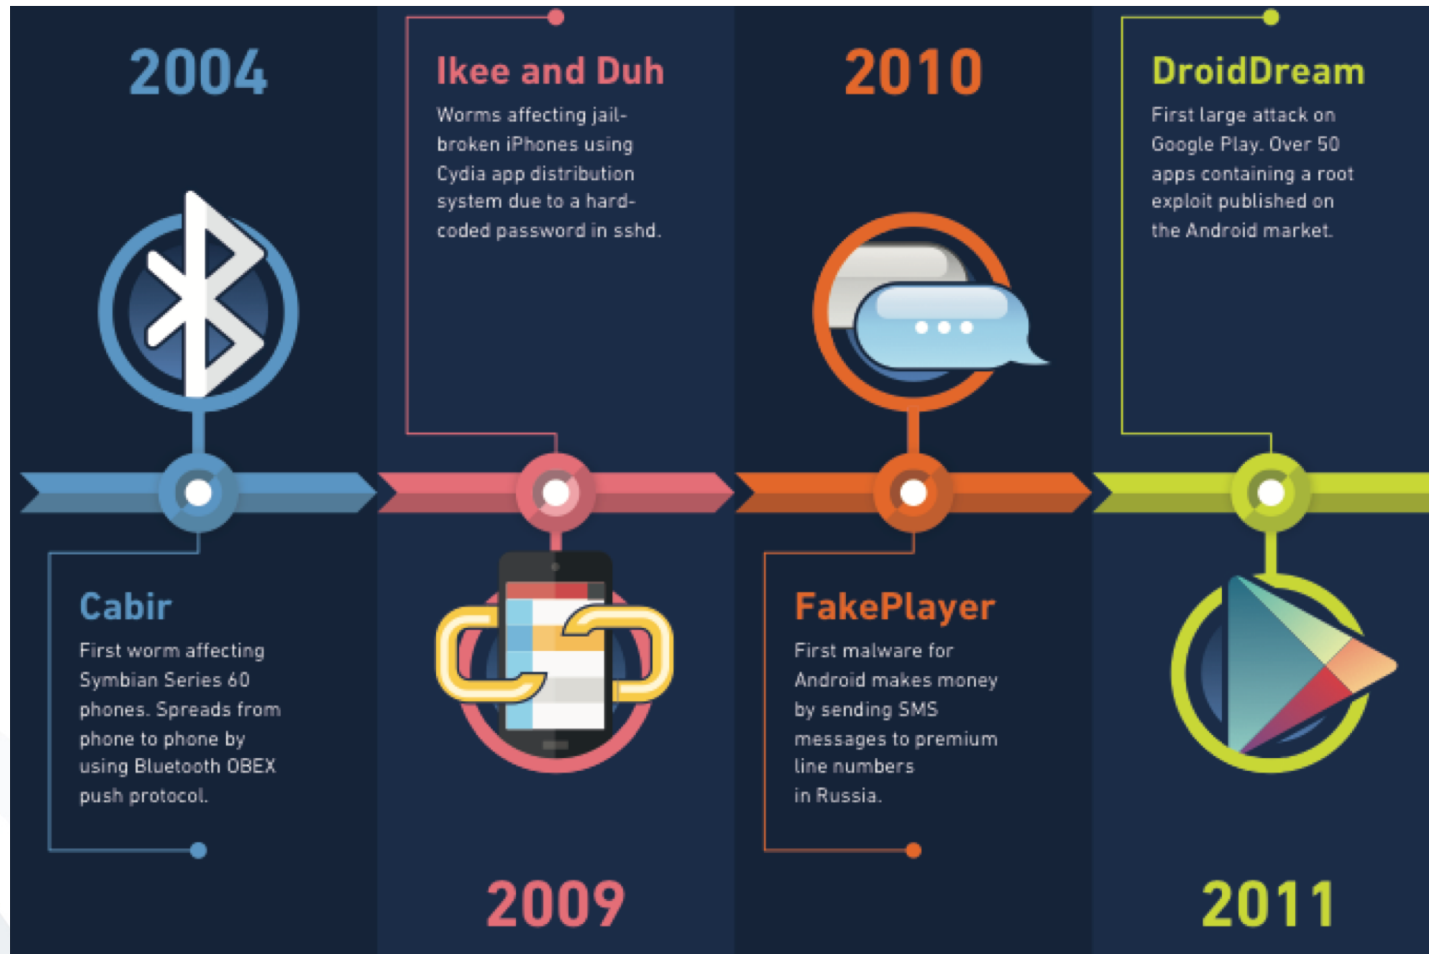 2004
Cabir
First worm affecting
Symbian Series 60
phones. Spreads from
phone to phone by
using Bluetooth OBEX
push protocol.
Ikee and Duh
Worms affecting jail-
broken iPhones using
Cydia app distribution
system due to a hard-
coded password in sshd.
2009
2010
FakePlayer
First malware for
Android makes money
by sending SMS
messages to premium
line numbers
in Russia.
DroidDream
First large attack on
Google Play. Over 50
apps containing a root
exploit published on
the Android market.
2011